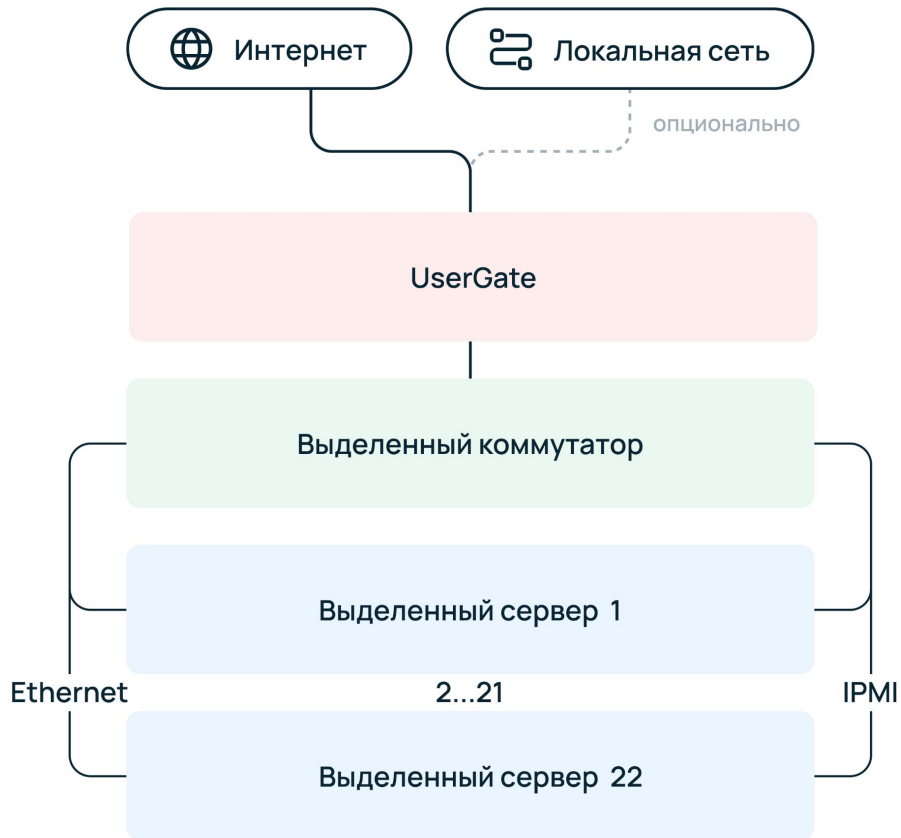 Интернет
Локальная сеть
опционально
UserGate
Выделенный коммутатор
Выделенный сервер 1
Ethernet
2...21
IPMI
Выделенный сервер 22